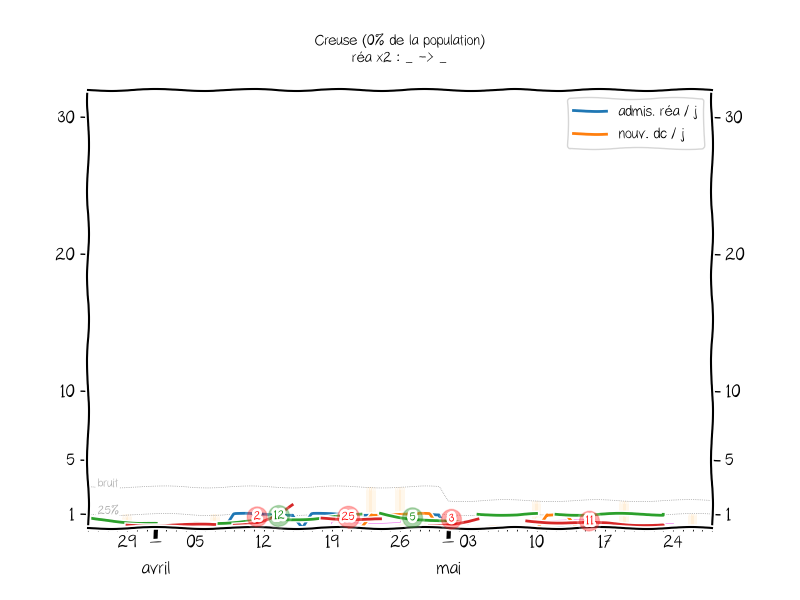 Creuse (0% de la population)
réa x2 : _ -> _
admis. réa / j
nouv. dc / j
30 30
20 20
10 10
5 5
bruit
25%
1 1
2 12 25 5 3 11
29 05 12 19 26 03 10 17 24
avril mai